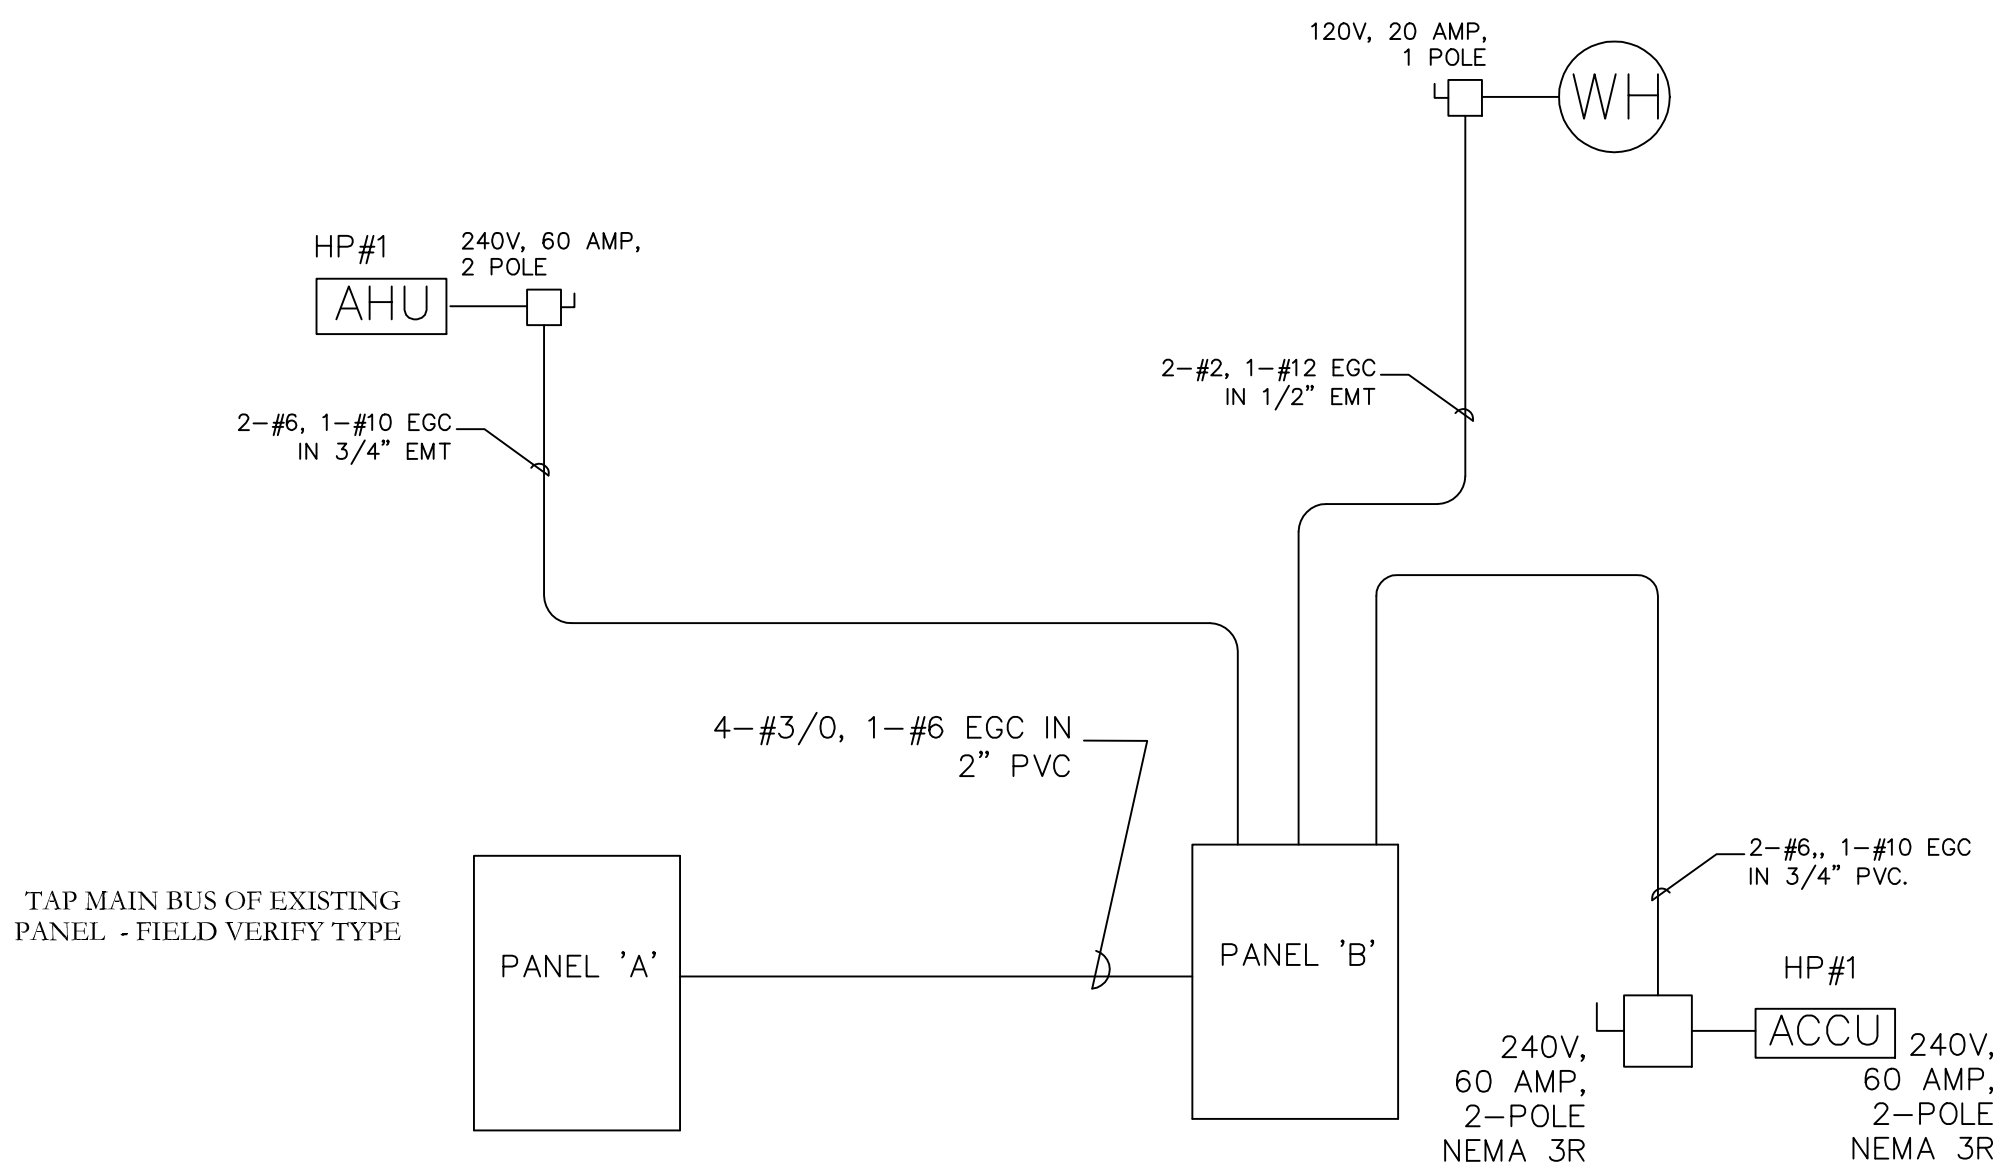 120V, 20 AMP,
1 POLE
WH
HP#1
240V, 60 AMP,
2 POLE
AHU
2-#2, 1-#12 EGC
IN 1/2" EMT
2-#6, 1-#10 EGC
IN 3/4" EMT
4-#3/0, 1-#6 EGC IN
2" PVC
TAP MAIN BUS OF EXISTING
PANEL - FIELD VERIFY TYPE
PANEL 'A'
PANEL 'B'
2-#6,, 1-#10 EGC
IN 3/4" PVC.
HP#1
ACCU
240V,
60 AMP,
2-POLE
NEMA 3R
240V,
60 AMP,
2-POLE
NEMA 3R